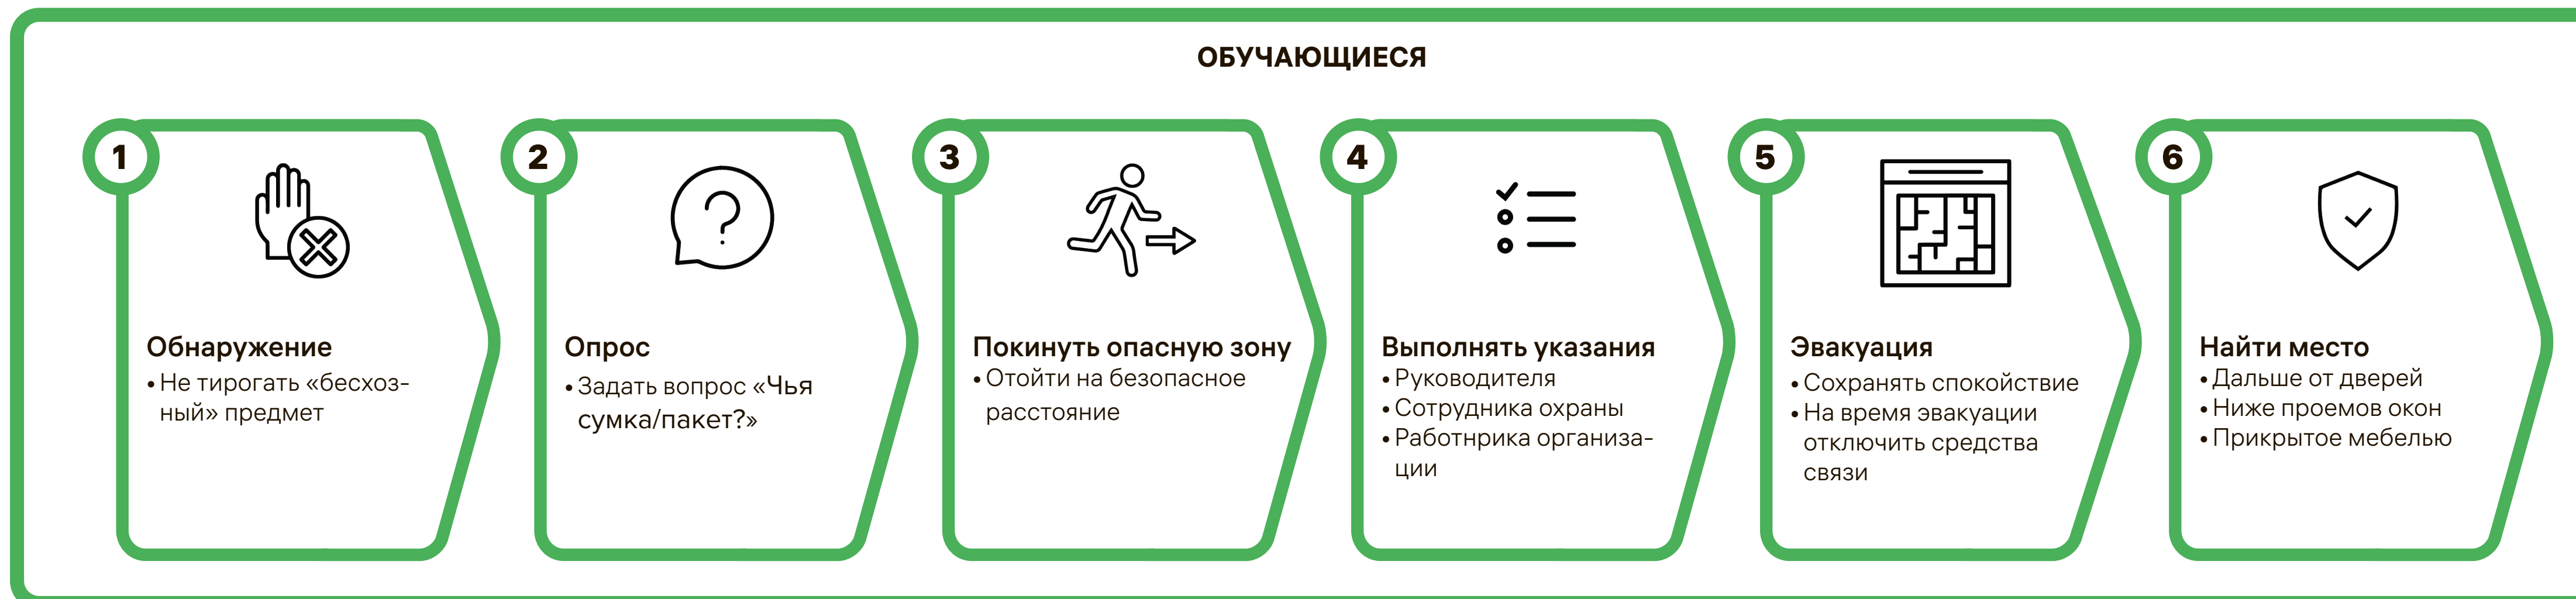 ОБУЧАЮЩИЕСЯ
1
Обнаружение
• Не тирогать «бесхоз-
ный» предмет
2
Опрос
• Задать вопрос «Чья
сумка/пакет?»
3
Покинуть опасную зону
• Отойти на безопасное
расстояние
4
Выполнять указания
• Руководителя
• Сотрудника охраны
• Работнрика организа-
ции
5
Эвакуация
• Сохранять спокойствие
• На время эвакуации
отключить средства
связи
6
Найти место
• Дальше от дверей
• Ниже проемов окон
• Прикрытое мебелью